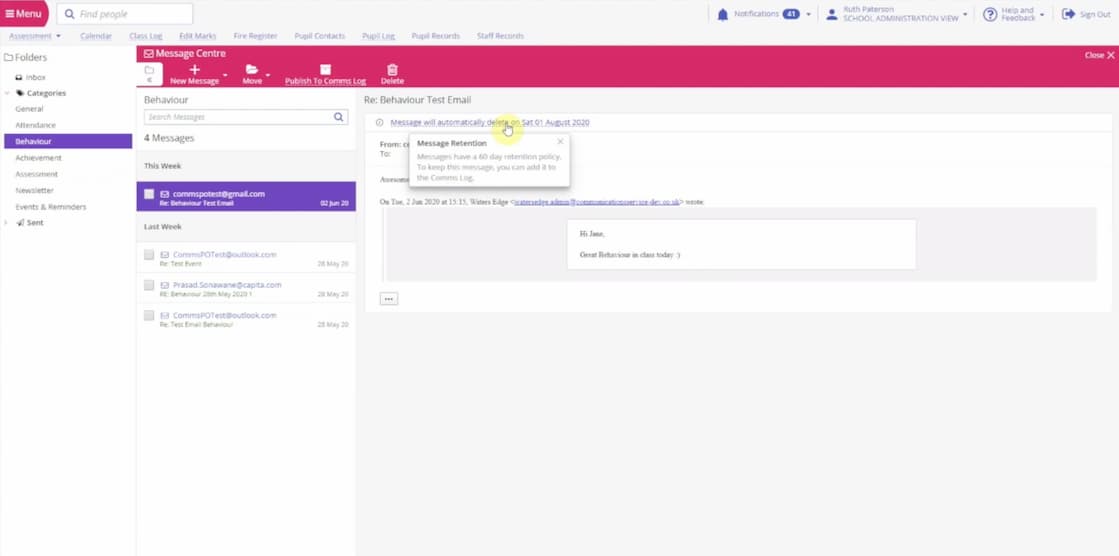 Menu
Find people
Notifications 41
Ruth Paterson
SCHOOL ADMINISTRATION VIEW
Help and
Feedback
Sign Out
Assessment Calendar Class Log Edit Marks Fire Register Pupil Contacts Pupil Log Pupil Records Staff Records
Folders
Inbox
Categories
General
Attendance
Behaviour
Achievement
Assessment
Newsletter
Events & Reminders
Sent
Message Centre
Close
New Message Move Publish To Comms Log Delete
Behaviour
Search Messages
4 Messages
This Week
commspotest@gmail.com
Re: Behaviour Test Email 02 Jun 20
Last Week
CommsPOTest@outlook.com
Re: Test Event 28 May 20
Prasad.Sonawane@capita.com
RE: Behaviour 28th May 2020 1 28 May 20
CommsPOTest@outlook.com
Re: Test Email Behaviour 28 May 20
Re: Behaviour Test Email
Message will automatically delete on Sat 01 August 2020
From:
To:
Message Retention
Messages have a 60 day retention policy.
To keep this message, you can add it to
the Comms Log.
On Tue, 2 Jun 2020 at 15:15, Waters Edge <watersedge.admin@communicationservice-dev.co.uk> wrote:
Hi Jane,
Great Behaviour in class today :)